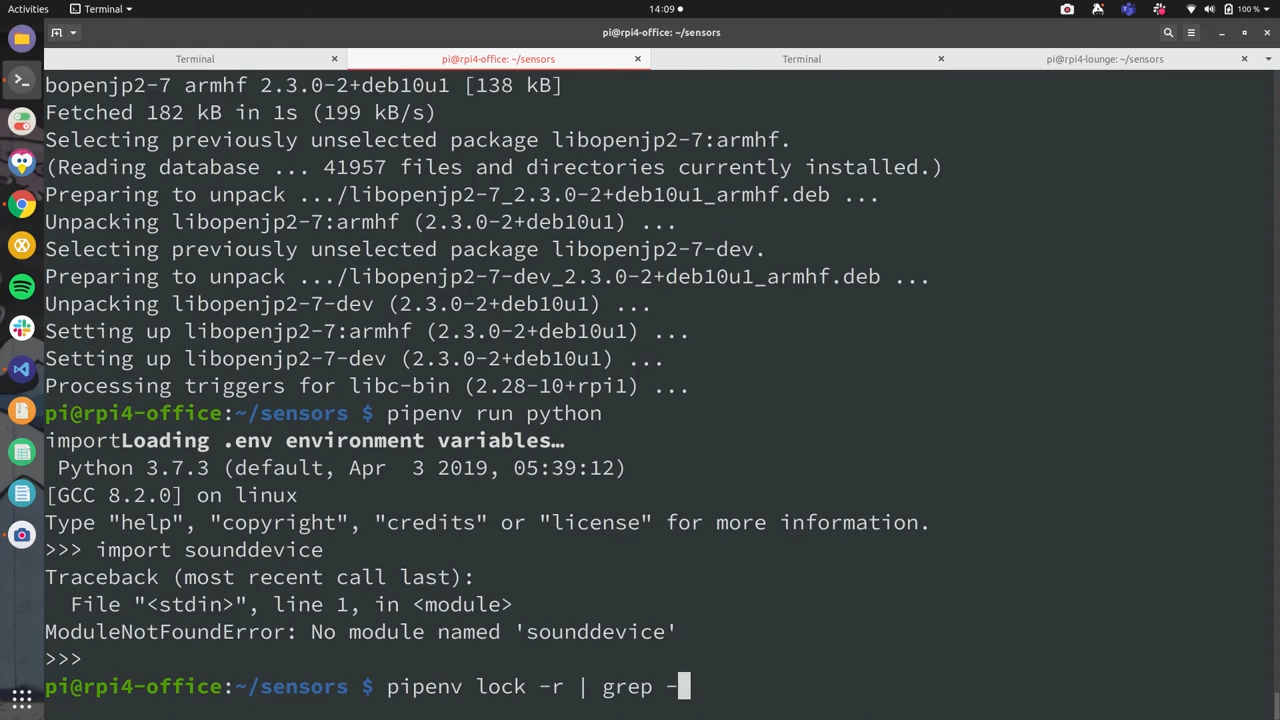 Activities
Terminal
14:09
100 %
pi@rpi4-office: ~/sensors
Terminal
pi@rpi4-office: ~/sensors
Terminal
pi@rpi4-lounge: ~/sensors
bopenjp2-7 armhf 2.3.0-2+deb10u1 [138 kB]
Fetched 182 kB in 1s (199 kB/s)
Selecting previously unselected package libopenjp2-7:armhf.
(Reading database ... 41957 files and directories currently installed.)
Preparing to unpack .../libopenjp2-7_2.3.0-2+deb10u1_armhf.deb ...
Unpacking libopenjp2-7:armhf (2.3.0-2+deb10u1) ...
Selecting previously unselected package libopenjp2-7-dev.
Preparing to unpack .../libopenjp2-7-dev_2.3.0-2+deb10u1_armhf.deb ...
Unpacking libopenjp2-7-dev (2.3.0-2+deb10u1) ...
Setting up libopenjp2-7:armhf (2.3.0-2+deb10u1) ...
Setting up libopenjp2-7-dev (2.3.0-2+deb10u1) ...
Processing triggers for libc-bin (2.28-10+rpi1) ...
pi@rpi4-office:~/sensors $ pipenv run python
importLoading .env environment variables…
 Python 3.7.3 (default, Apr  3 2019, 05:39:12)
[GCC 8.2.0] on linux
Type "help", "copyright", "credits" or "license" for more information.
>>> import sounddevice
Traceback (most recent call last):
  File "<stdin>", line 1, in <module>
ModuleNotFoundError: No module named 'sounddevice'
>>>
pi@rpi4-office:~/sensors $ pipenv lock -r | grep -